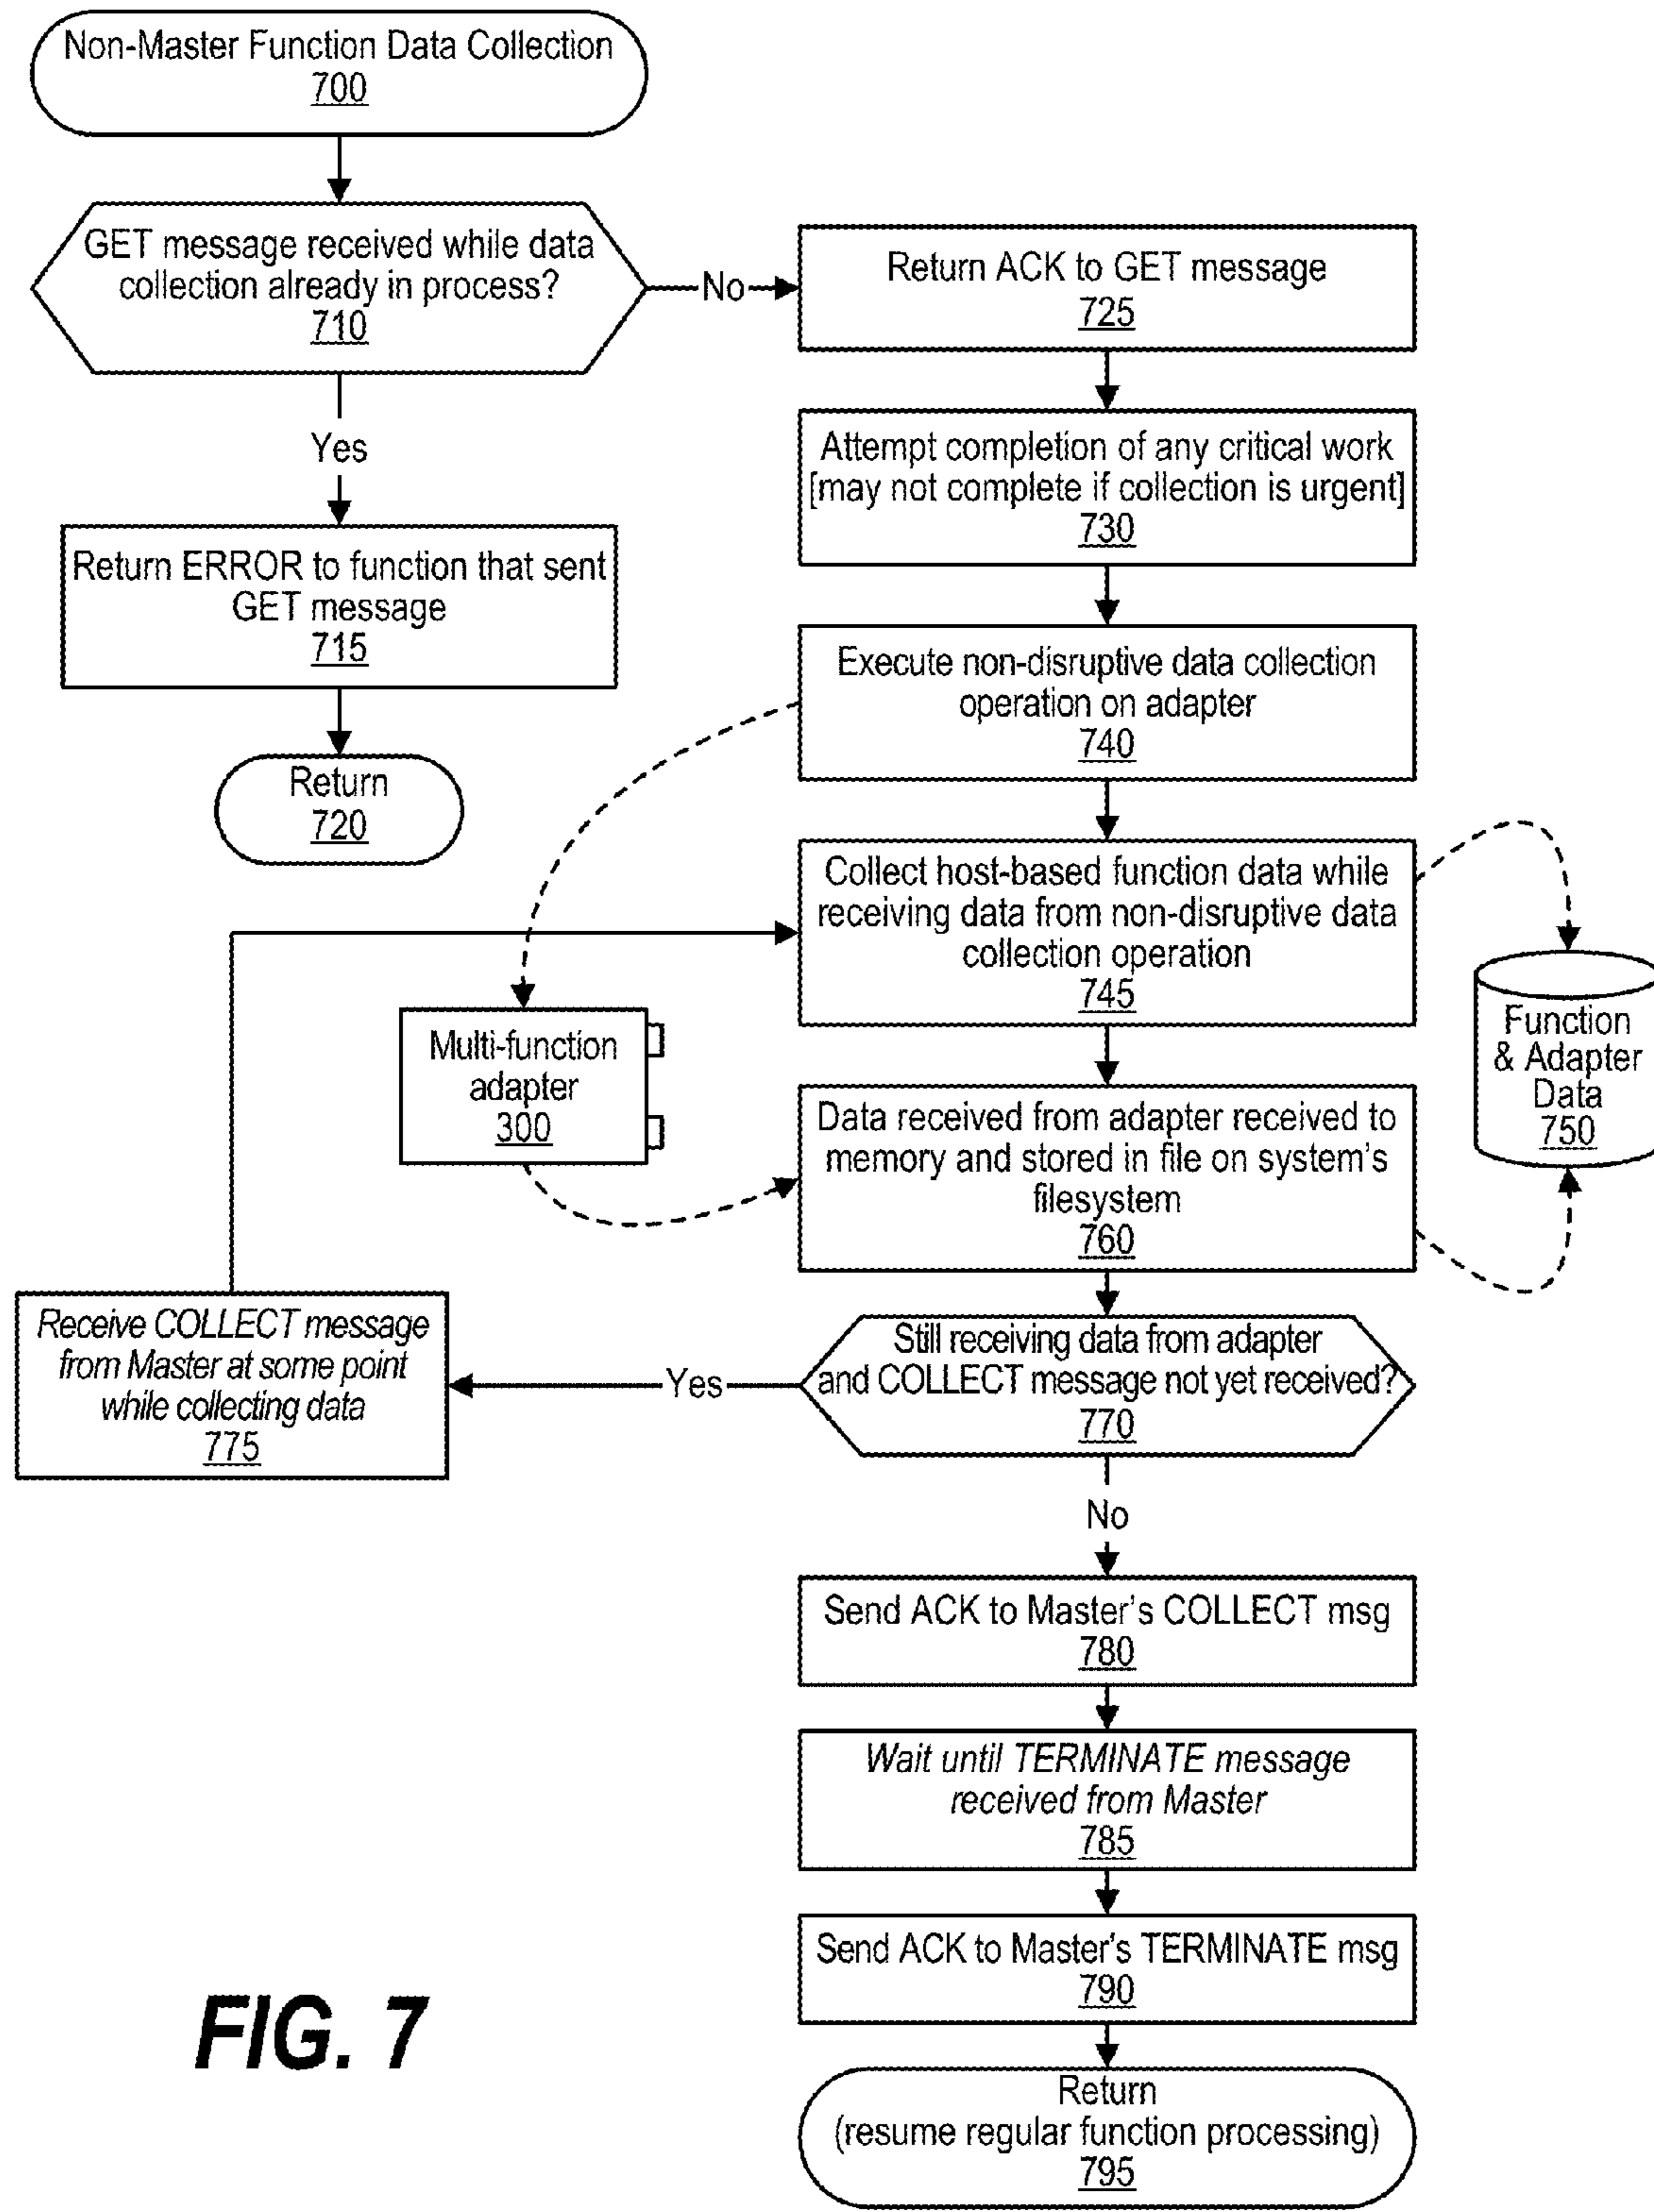 Non-Master Function Data Collection
700
GET message received while data
collection already in process?
710
No
Return ACK to GET message
725
Yes
Attempt completion of any critical work
[may not complete if collection is urgent]
730
Return ERROR to function that sent
GET message
715
Execute non-disruptive data collection
operation on adapter
740
Return
720
Collect host-based function data while
receiving data from non-disruptive data
collection operation
745
Multi-function
adapter
300
Function
& Adapter
Data
750
Data received from adapter received to
memory and stored in file on system's
filesystem
760
Receive COLLECT message
from Master at some point
while collecting data
775
Yes
Still receiving data from adapter
and COLLECT message not yet received?
770
No
Send ACK to Master's COLLECT msg
780
Wait until TERMINATE message
received from Master
785
Send ACK to Master's TERMINATE msg
790
Return
(resume regular function processing)
795
FIG. 7